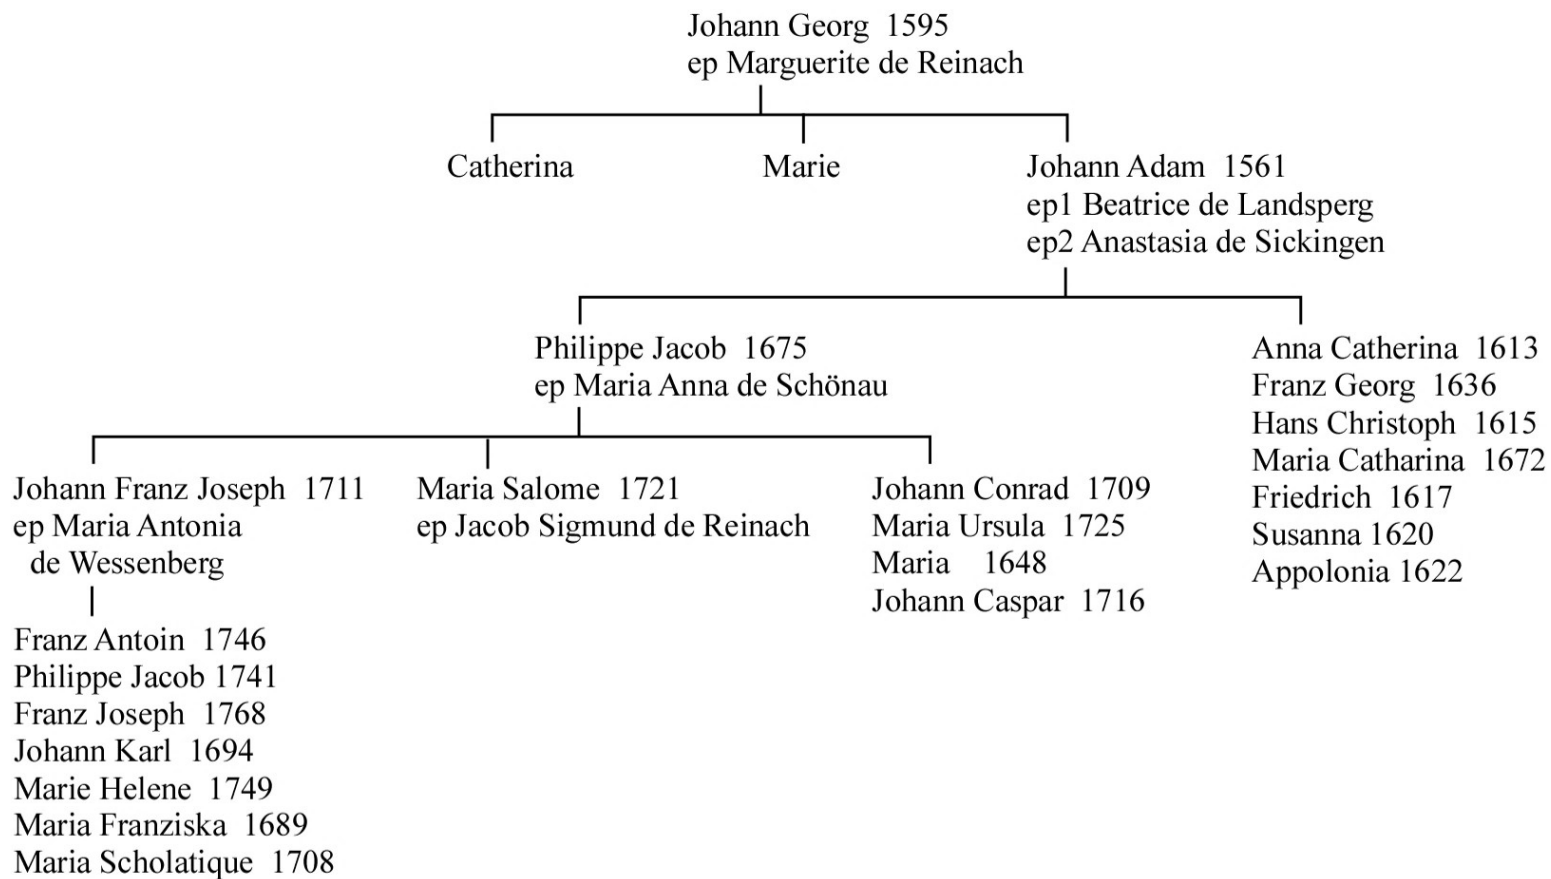 Johann Georg 1595
ep Marguerite de Reinach
Catherina
Marie
Johann Adam 1561
ep1 Beatrice de Landsperg
ep2 Anastasia de Sickingen
Philippe Jacob 1675
ep Maria Anna de Schönau
Anna Catherina 1613
Franz Georg 1636
Hans Christoph 1615
Maria Catharina 1672
Friedrich 1617
Susanna 1620
Appolonia 1622
Johann Franz Joseph 1711
ep Maria Antonia
de Wessenberg
Maria Salome 1721
ep Jacob Sigmund de Reinach
Johann Conrad 1709
Maria Ursula 1725
Maria 1648
Johann Caspar 1716
Franz Antoin 1746
Philippe Jacob 1741
Franz Joseph 1768
Johann Karl 1694
Marie Helene 1749
Maria Franziska 1689
Maria Scholatique 1708